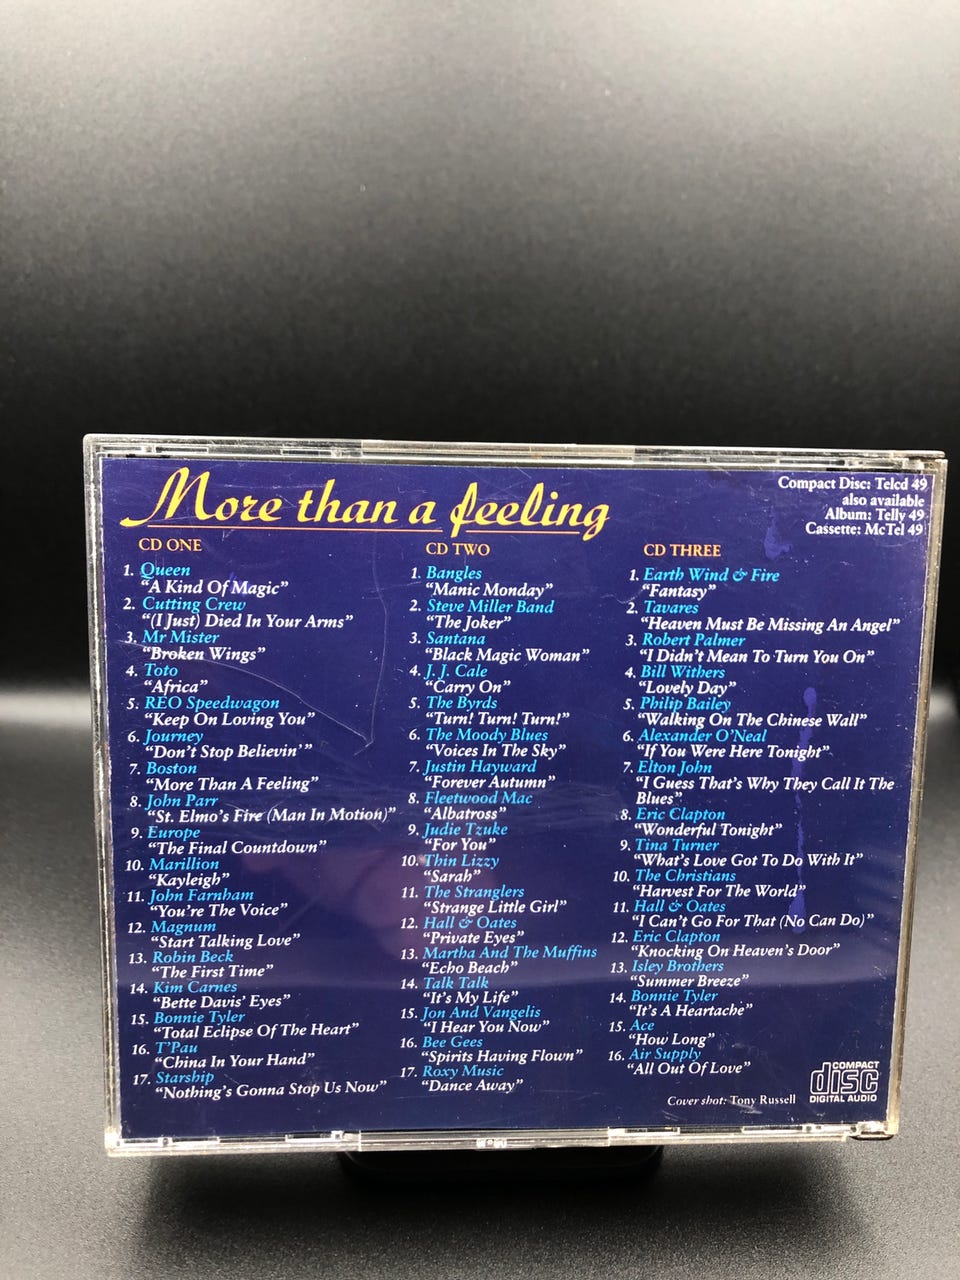 More than a feeling
Compact Disc: Telcd 49
also available
Album: Telly 49
Cassette: McTel 49
CD ONE
1. Queen
"A Kind Of Magic"
2. Cutting Crew
"(I Just) Died In Your Arms"
3. Mr Mister
"Broken Wings"
4. Toto
"Africa"
5. REO Speedwagon
"Keep On Loving You"
6. Journey
"Don't Stop Believin'"
7. Boston
"More Than A Feeling"
8. John Parr
"St. Elmo's Fire (Man In Motion)"
9. Europe
"The Final Countdown"
10. Marillion
"Kayleigh"
11. John Farnham
"You're The Voice"
12. Magnum
"Start Talking Love"
13. Robin Beck
"The First Time"
14. Kim Carnes
"Bette Davis' Eyes"
15. Bonnie Tyler
"Total Eclipse Of The Heart"
16. T'Pau
"China In Your Hand"
17. Starship
"Nothing's Gonna Stop Us Now"
CD TWO
1. Bangles
"Manic Monday"
2. Steve Miller Band
"The Joker"
3. Santana
"Black Magic Woman"
4. J. J. Cale
"Carry On"
5. The Byrds
"Turn! Turn! Turn!"
6. The Moody Blues
"Voices In The Sky"
7. Justin Hayward
"Forever Autumn"
8. Fleetwood Mac
"Albatross"
9. Judie Tzuke
"For You"
10. Thin Lizzy
"Sarah"
11. The Stranglers
"Strange Little Girl"
12. Hall & Oates
"Private Eyes"
13. Martha And The Muffins
"Echo Beach"
14. Talk Talk
"It's My Life"
15. Jon And Vangelis
"I Hear You Now"
16. Bee Gees
"Spirits Having Flown"
17. Roxy Music
"Dance Away"
CD THREE
1. Earth Wind & Fire
"Fantasy"
2. Tavares
"Heaven Must Be Missing An Angel"
3. Robert Palmer
"I Didn't Mean To Turn You On"
4. Bill Withers
"Lovely Day"
5. Philip Bailey
"Walking On The Chinese Wall"
6. Alexander O'Neal
"If You Were Here Tonight"
7. Elton John
"I Guess That's Why They Call It The
Blues"
8. Eric Clapton
"Wonderful Tonight"
9. Tina Turner
"What's Love Got To Do With It"
10. The Christians
"Harvest For The World"
11. Hall & Oates
"I Can't Go For That (No Can Do)"
12. Eric Clapton
"Knocking On Heaven's Door"
13. Isley Brothers
"Summer Breeze"
14. Bonnie Tyler
"It's A Heartache"
15. Ace
"How Long"
16. Air Supply
"All Out Of Love"
Cover shot: Tony Russell
COMPACT
disc
DIGITAL AUDIO